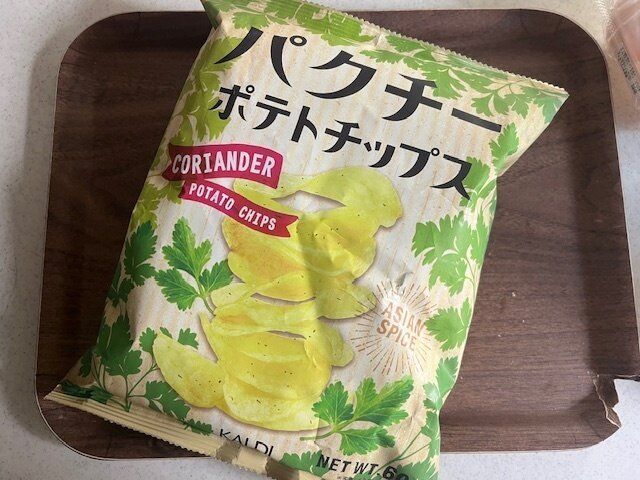 パクチー
ポテトチップス
CORIANDER
POTATO CHIPS
ASIAN
SPICE
KALDI
NET WT.